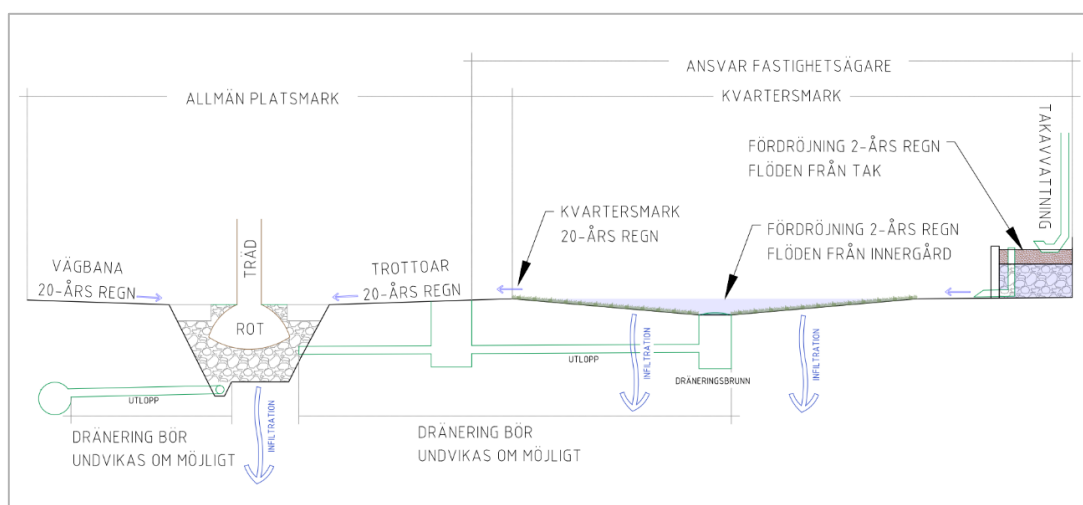 ANSVAR FASTIGHETSÄGARE
ALLMÄN PLATSMARK
KVARTERSMARK
TAKAVVATTNING
FÖRDRÖJNING 2-ÅRS REGN
FLÖDEN FRÅN TAK
KVARTERSMARK
20-ÅRS REGN
FÖRDRÖJNING 2-ÅRS REGN
FLÖDEN FRÅN INNERGÅRD
VÄGBANA
20-ÅRS REGN
TRÄD
TROTTOAR
20-ÅRS REGN
ROT
UTLOPP
INFILTRATION
DRÄNERINGSBRUNN
INFILTRATION
UTLOPP
INFILTRATION
DRÄNERING BÖR
UNDVIKAS OM MÖJLIGT
DRÄNERING BÖR
UNDVIKAS OM MÖJLIGT